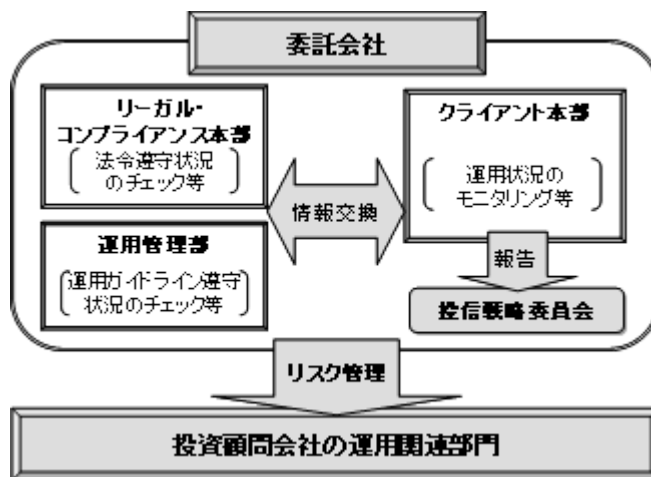 委託会社
リーガル・
コンプライアンス本部
法令遵守状況
のチェック等
運用管理部
運用ガイドライン遵守
状況のチェック等
情報交換
クライアント本部
運用状況の
モニタリング等
報告
投信戦略委員会
リスク管理
投資顧問会社の運用関連部門